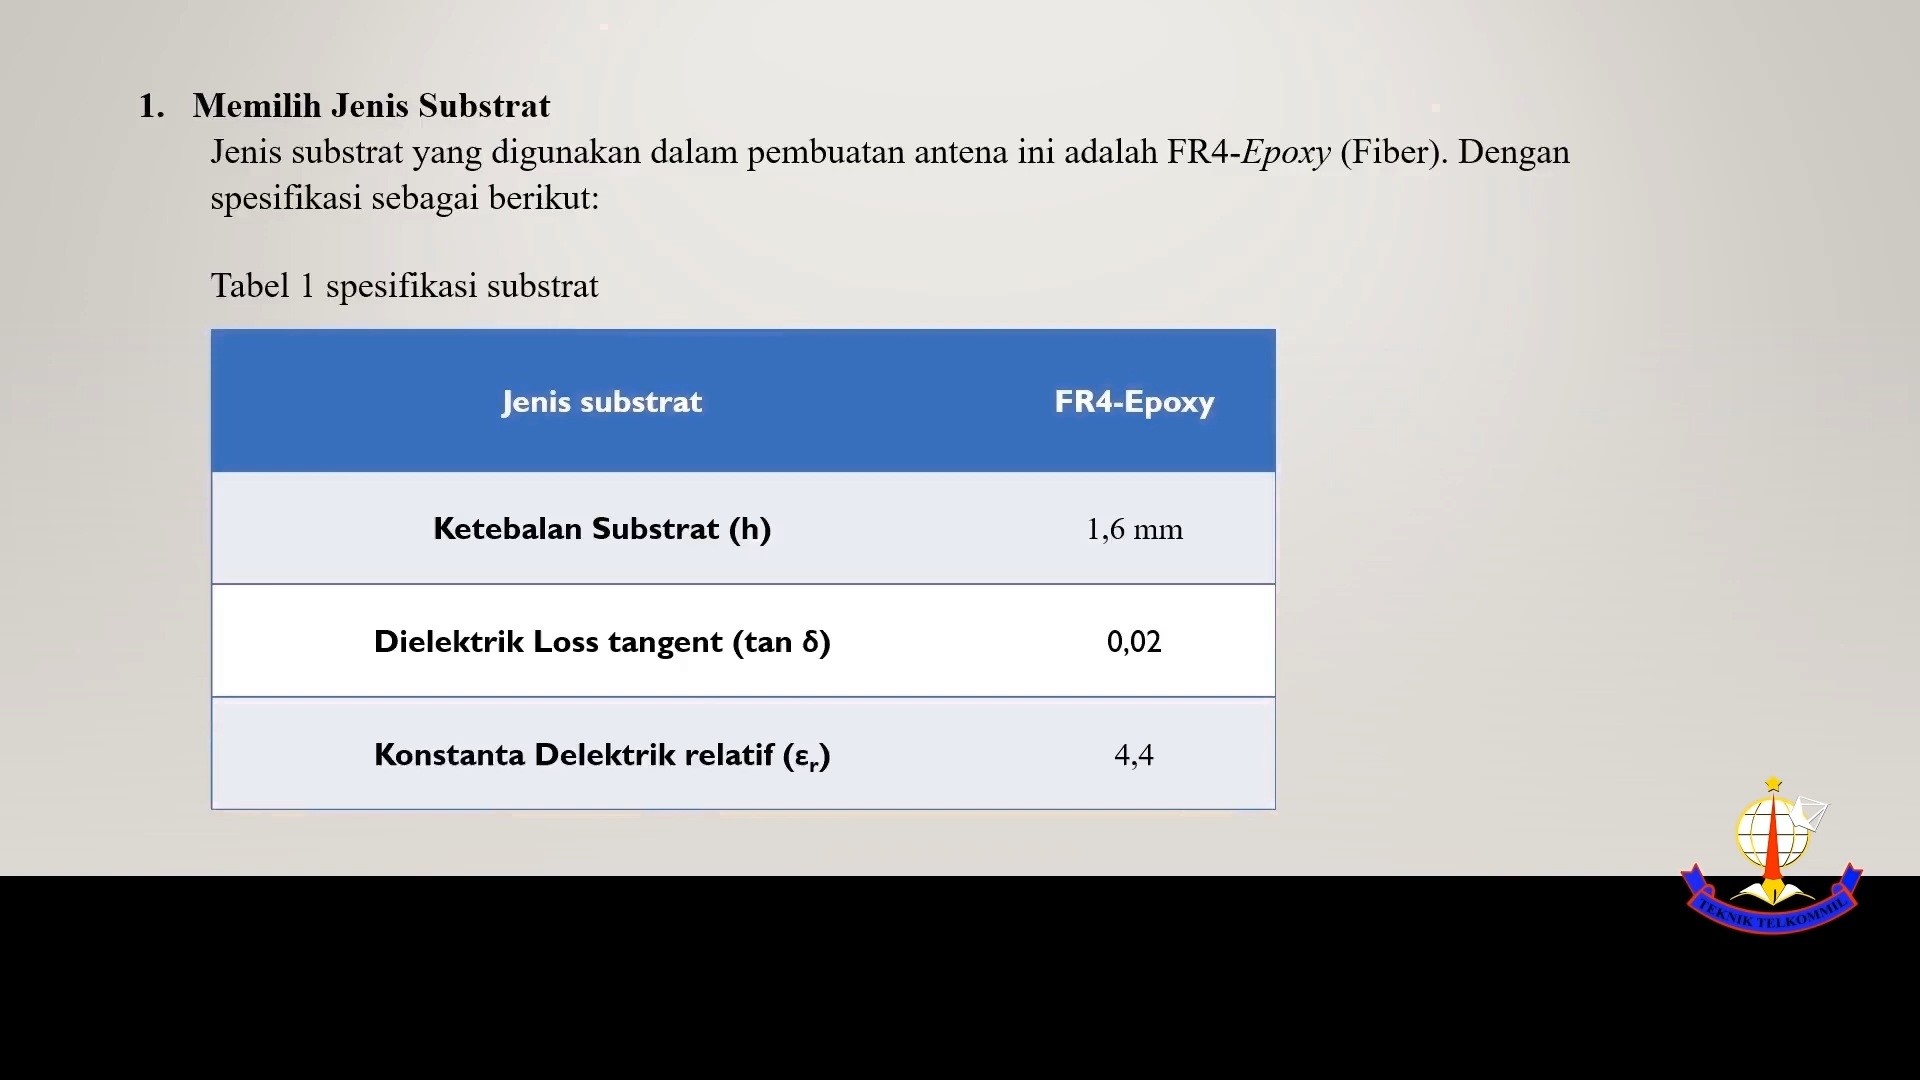 1. Memilih Jenis Substrat
Jenis substrat yang digunakan dalam pembuatan antena ini adalah FR4-Epoxy (Fiber). Dengan
spesifikasi sebagai berikut:
Tabel 1 spesifikasi substrat
Jenis substrat FR4-Epoxy
Ketebalan Substrat (h) 1,6 mm
Dielektrik Loss tangent (tan δ) 0,02
Konstanta Delektrik relatif (εr) 4,4
TEKNIK TELKOMMIL